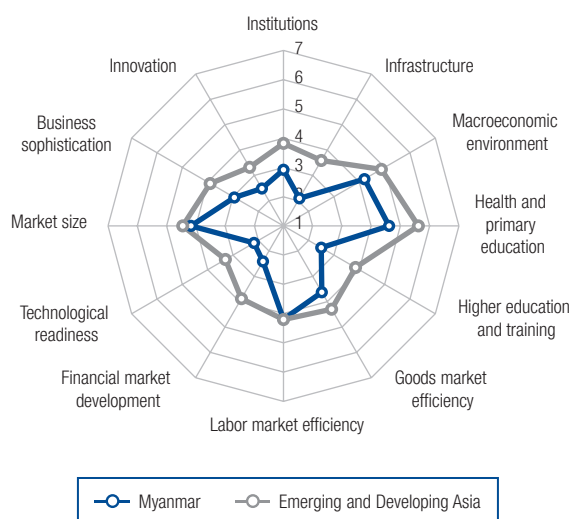 Institutions
7
6
5
4
3
2
1
Infrastructure
Macroeconomic
environment
Health and
primary
education
Higher education
and training
Goods market
efficiency
Labor market efficiency
Financial market
development
Technological
readiness
Market size
Business
sophistication
Innovation
Myanmar
Emerging and Developing Asia